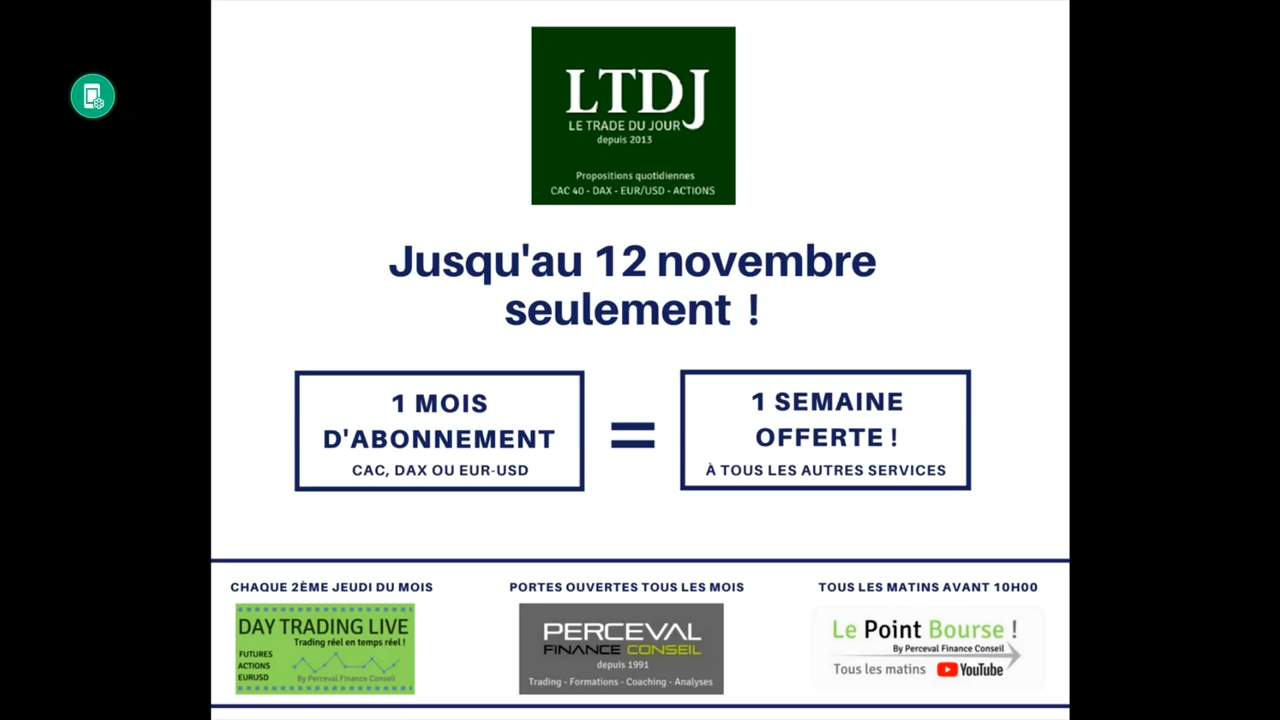 LTDJ
LE TRADE DU JOUR
depuis 2013
Propositions quotidiennes
CAC 40 - DAX - EUR/USD - ACTIONS
Jusqu'au 12 novembre
seulement !
1 MOIS
D'ABONNEMENT
CAC, DAX OU EUR-USD
=
1 SEMAINE
OFFERTE !
À TOUS LES AUTRES SERVICES
CHAQUE 2ÈME JEUDI DU MOIS
DAY TRADING LIVE
Trading réel en temps réel !
FUTURES
ACTIONS
EURUSD
By Perceval Finance Conseil
PORTES OUVERTES TOUS LES MOIS
PERCEVAL
FINANCE CONSEIL
depuis 1991
Trading - Formations - Coaching - Analyses
TOUS LES MATINS AVANT 10H00
Le Point Bourse !
By Perceval Finance Conseil
Tous les matins YouTube